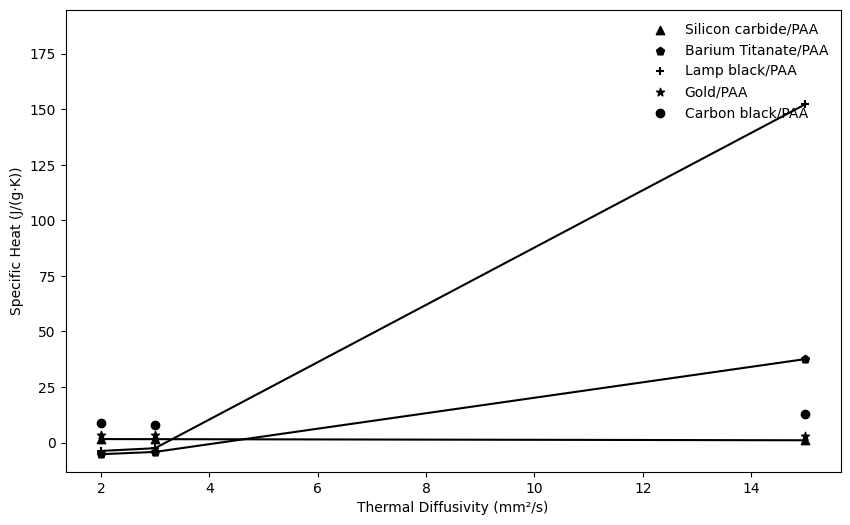 Silicon carbide/PAA
Barium Titanate/PAA
Lamp black/PAA
Gold/PAA
Carbon black/PAA
175
150
125
100
75
50
25
0
Specific Heat (J/(g·K))
2 4 6 8 10 12 14
Thermal Diffusivity (mm²/s)